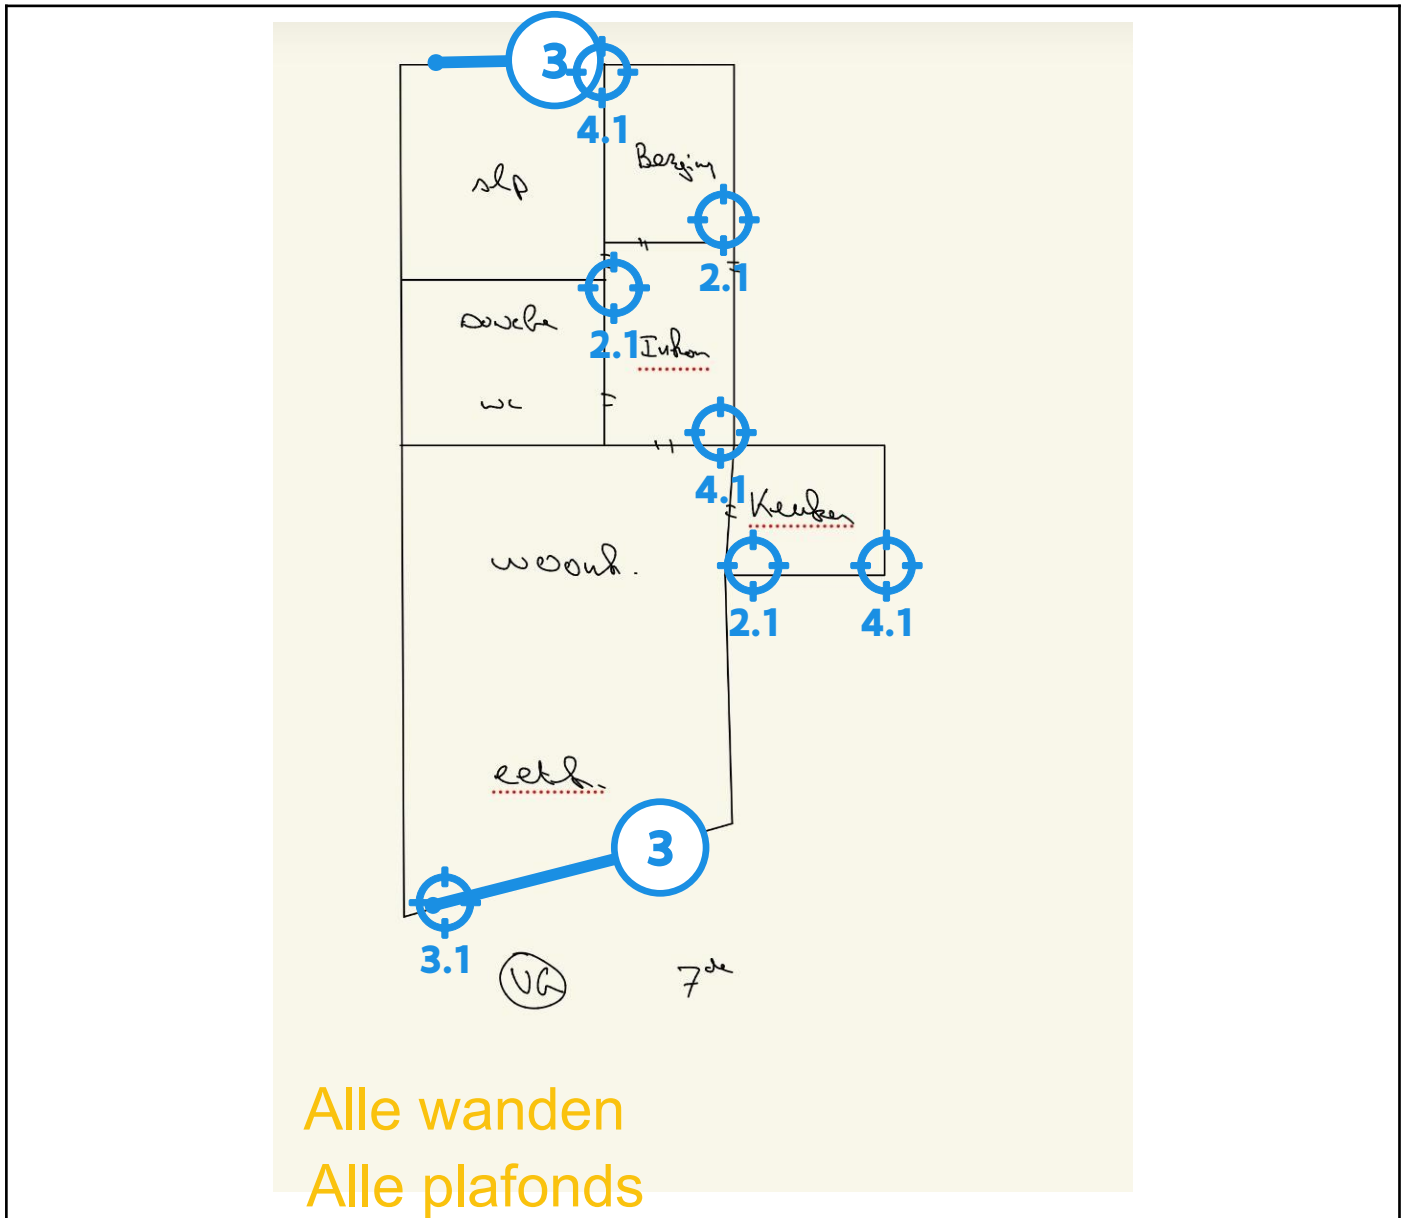 3
4.1
slp
Berging
2.1
Douche
2.1
Inkom
wc
4.1
Keuken
woonk.
2.1
4.1
eetk.
3
3.1
VG
7de
Alle wanden
Alle plafonds